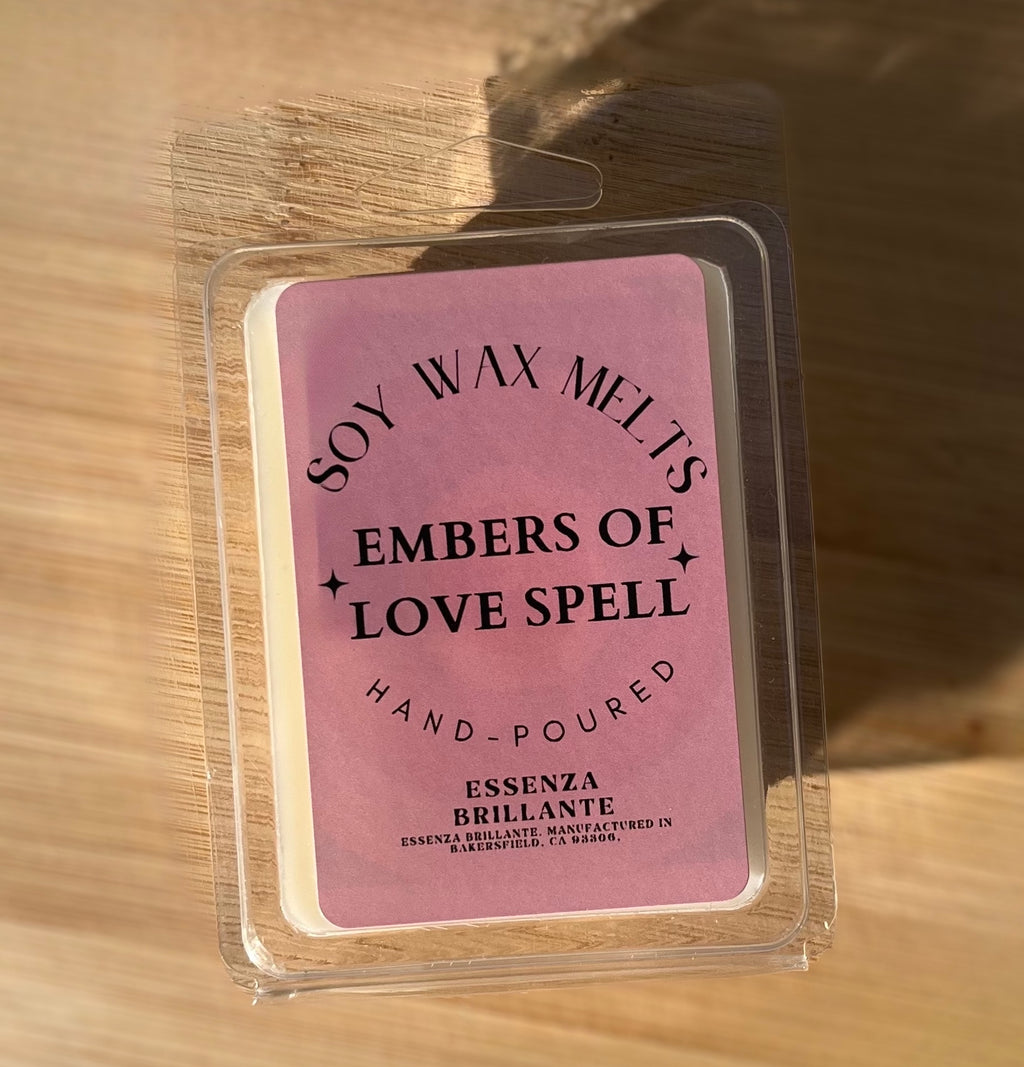 SOY WAX MELTS
EMBERS OF
LOVE SPELL
HAND-POURED
ESSENZA
BRILLANTE
ESSENZA BRILLANTE. MANUFACTURED IN
BAKERSFIELD, CA 93306.